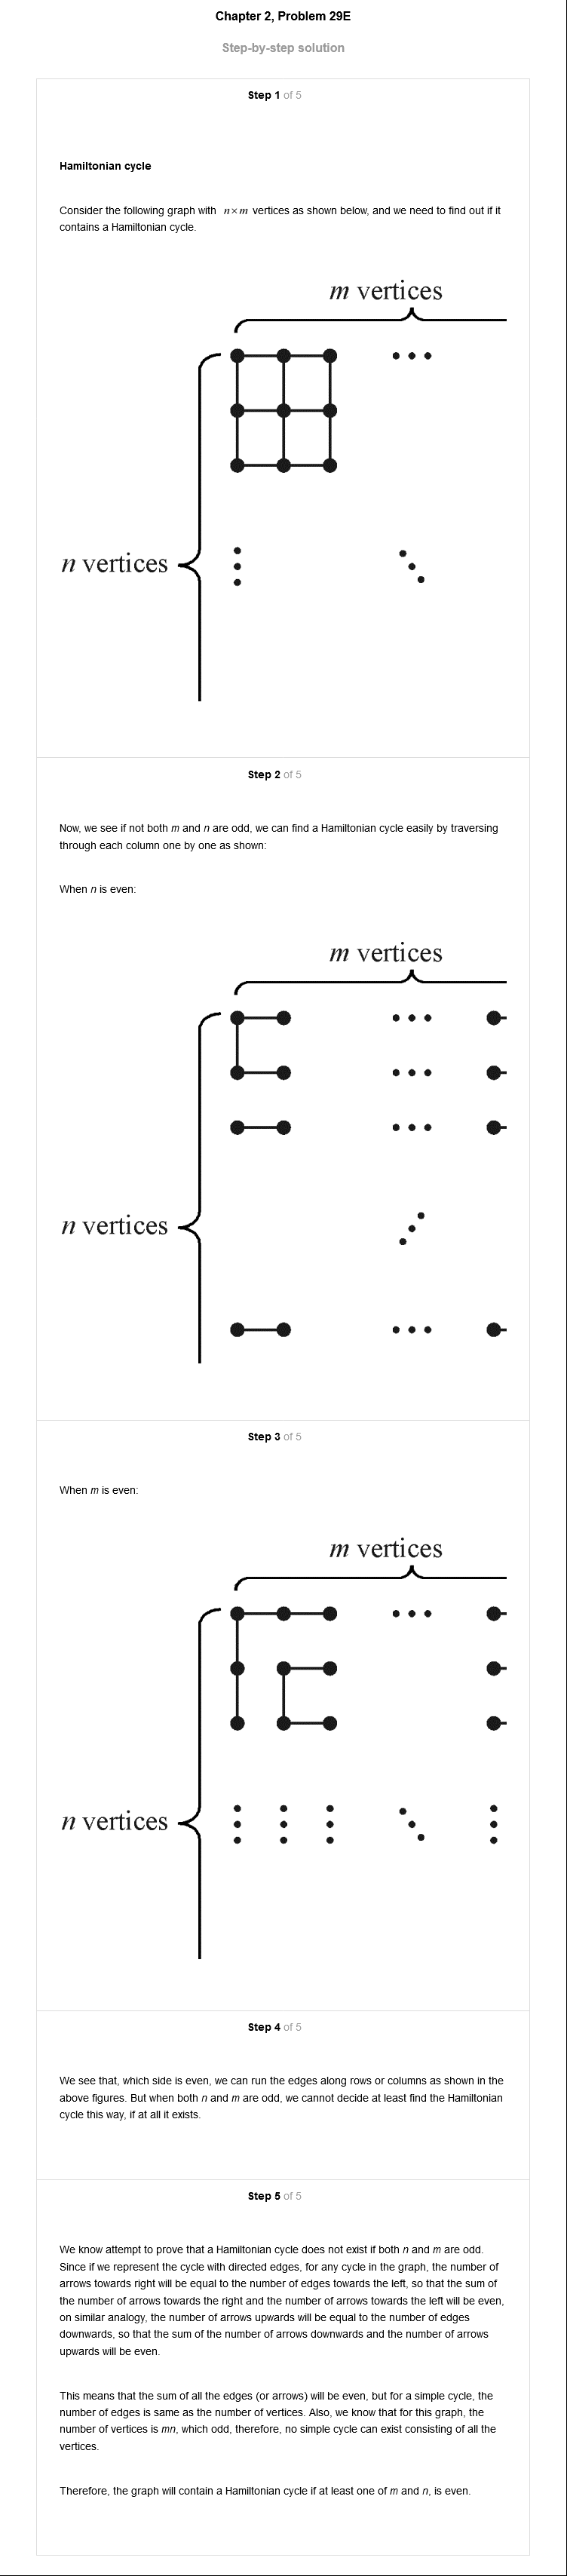 Chapter 2, Problem 29E
Step-by-step solution
Step 1 of 5
Hamiltonian cycle
Consider the following graph with n×m vertices as shown below, and we need to find out if it
contains a Hamiltonian cycle.
m vertices
n vertices
Step 2 of 5
Now, we see if not both m and n are odd, we can find a Hamiltonian cycle easily by traversing
through each column one by one as shown:
When n is even:
m vertices
n vertices
Step 3 of 5
When m is even:
m vertices
n vertices
Step 4 of 5
We see that, which side is even, we can run the edges along rows or columns as shown in the
above figures. But when both n and m are odd, we cannot decide at least find the Hamiltonian
cycle this way, if at all it exists.
Step 5 of 5
We know attempt to prove that a Hamiltonian cycle does not exist if both n and m are odd.
Since if we represent the cycle with directed edges, for any cycle in the graph, the number of
arrows towards right will be equal to the number of edges towards the left, so that the sum of
the number of arrows towards the right and the number of arrows towards the left will be even,
on similar analogy, the number of arrows upwards will be equal to the number of edges
downwards, so that the sum of the number of arrows downwards and the number of arrows
upwards will be even.
This means that the sum of all the edges (or arrows) will be even, but for a simple cycle, the
number of edges is same as the number of vertices. Also, we know that for this graph, the
number of vertices is mn, which odd, therefore, no simple cycle can exist consisting of all the
vertices.
Therefore, the graph will contain a Hamiltonian cycle if at least one of m and n, is even.